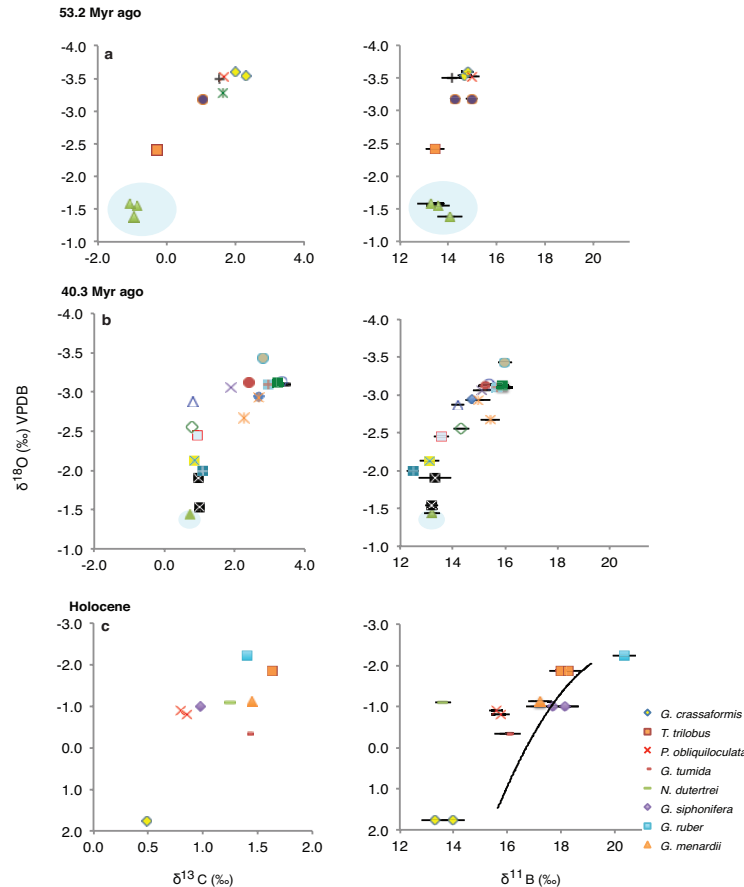 53.2 Myr ago
a
-4.0
-3.5
-3.0
-2.5
-2.0
-1.5
-1.0
-2.0 0.0 2.0 4.0
-4.0
-3.5
-3.0
-2.5
-2.0
-1.5
-1.0
12 14 16 18 20
40.3 Myr ago
b
-4.0
-3.5
-3.0
-2.5
-2.0
-1.5
-1.0
-2.0 0.0 2.0 4.0
-4.0
-3.5
-3.0
-2.5
-2.0
-1.5
-1.0
12 14 16 18 20
δ18O (‰) VPDB
Holocene
c
-3.0
-2.0
-1.0
0.0
1.0
2.0
0.0 0.5 1.0 1.5 2.0
δ13 C (‰)
-3.0
-2.0
-1.0
0.0
1.0
2.0
12 14 16 18 20
δ11 B (‰)
G. crassaformis
T. trilobus
P. obliquiloculata
G. tumida
N. dutertrei
G. siphonifera
G. ruber
G. menardii